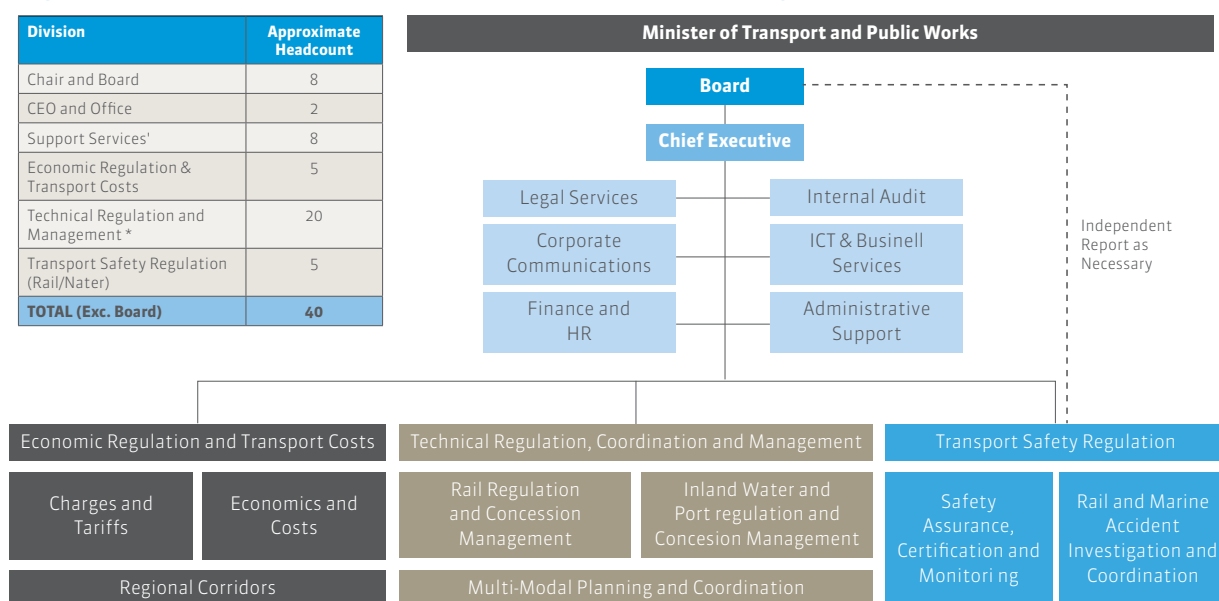 Division Approximate
Headcount
Chair and Board 8
CEO and Office 2
Support Services' 8
Economic Regulation & 5
Transport Costs
Technical Regulation and 20
Management *
Transport Safety Regulation 5
(Rail/Nater)
TOTAL (Exc. Board) 40
Minister of Transport and Public Works
Board
Chief Executive
Legal Services
Internal Audit
Corporate
Communications
ICT & Businell
Services
Finance and
HR
Administrative
Support
Independent
Report as
Necessary
Economic Regulation and Transport Costs
Charges and
Tariffs
Economics and
Costs
Regional Corridors
Technical Regulation, Coordination and Management
Rail Regulation
and Concession
Management
Inland Water and
Port regulation and
Concesion Management
Multi-Modal Planning and Coordination
Transport Safety Regulation
Safety
Assurance,
Certification and
Monitori ng
Rail and Marine
Accident
Investigation and
Coordination